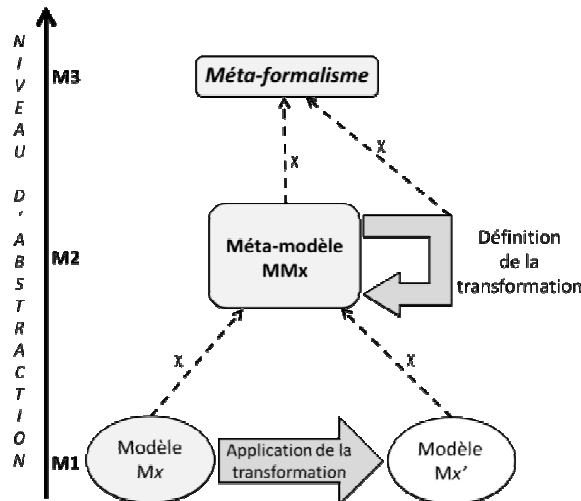 NIVEAU D'ABSTRACTION
M3
Méta-formalisme
χ
χ
M2
Méta-modèle
MMx
Définition
de la
transformation
χ
χ
M1
Modèle
Mx
Application de la
transformation
Modèle
Mx’